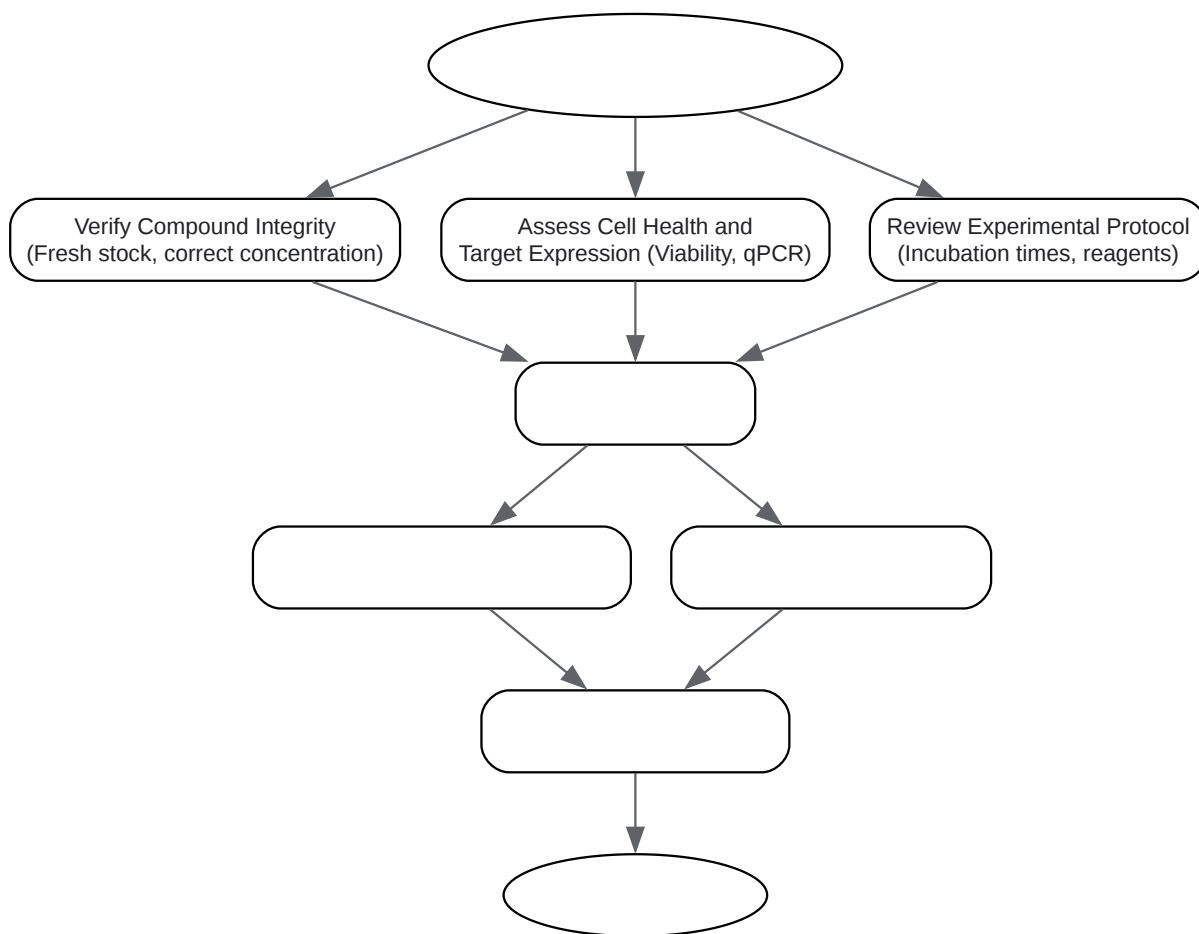 Verify Compound Integrity
(Fresh stock, correct concentration)
Assess Cell Health and
Target Expression (Viability, qPCR)
Review Experimental Protocol
(Incubation times, reagents)